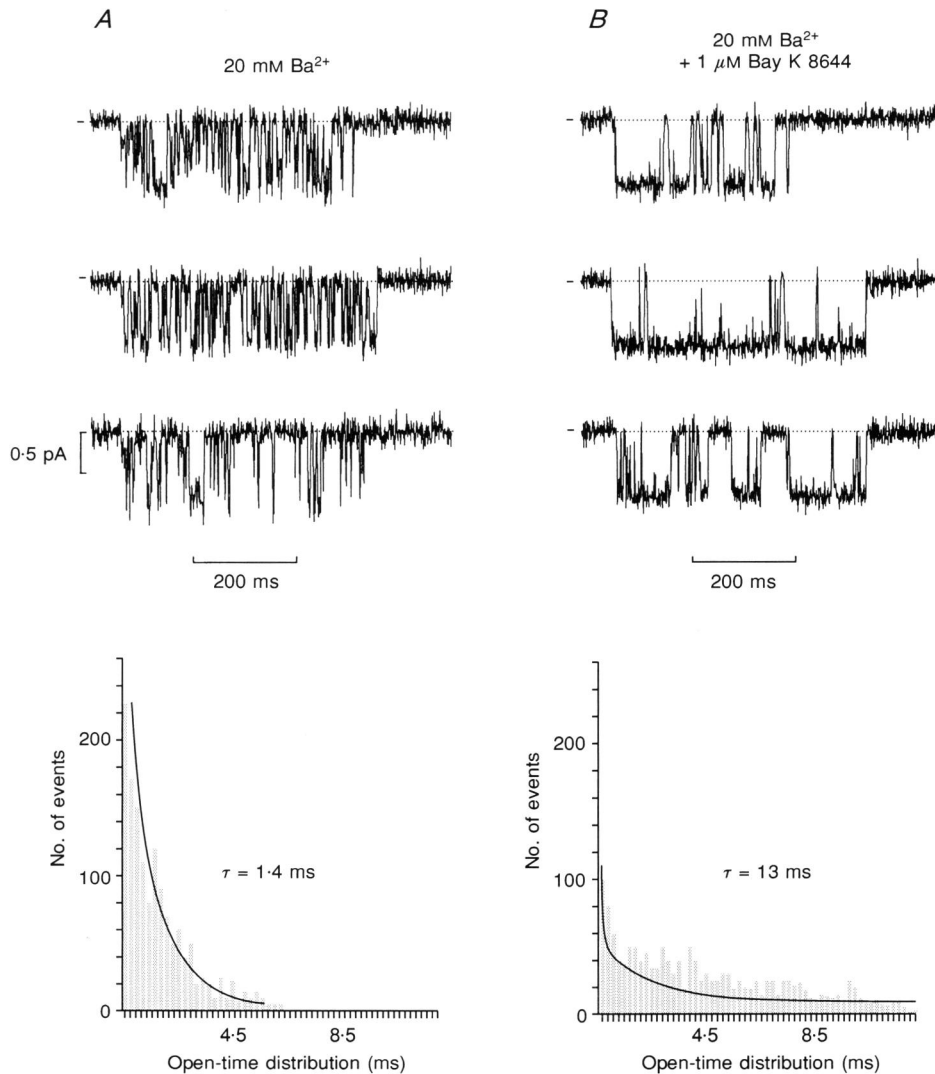 A
20 mM Ba²⁺
0·5 pA
200 ms
No. of events
200
100
0
τ = 1·4 ms
4·5
8·5
Open-time distribution (ms)
B
20 mM Ba²⁺
+ 1 μM Bay K 8644
200 ms
No. of events
200
100
0
τ = 13 ms
4·5
8·5
Open-time distribution (ms)